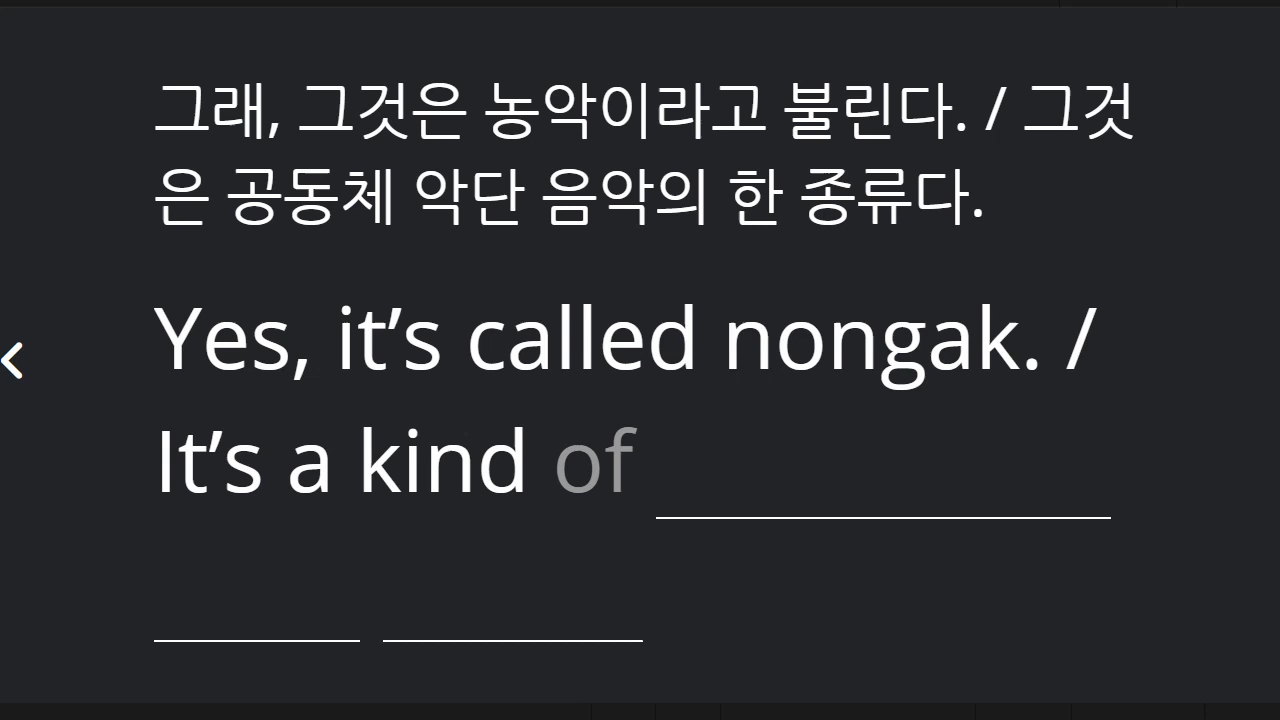 그래, 그것은 농악이라고 불린다. / 그것
은 공동체 악단 음악의 한 종류다.
Yes, it’s called nongak. /
It’s a kind of